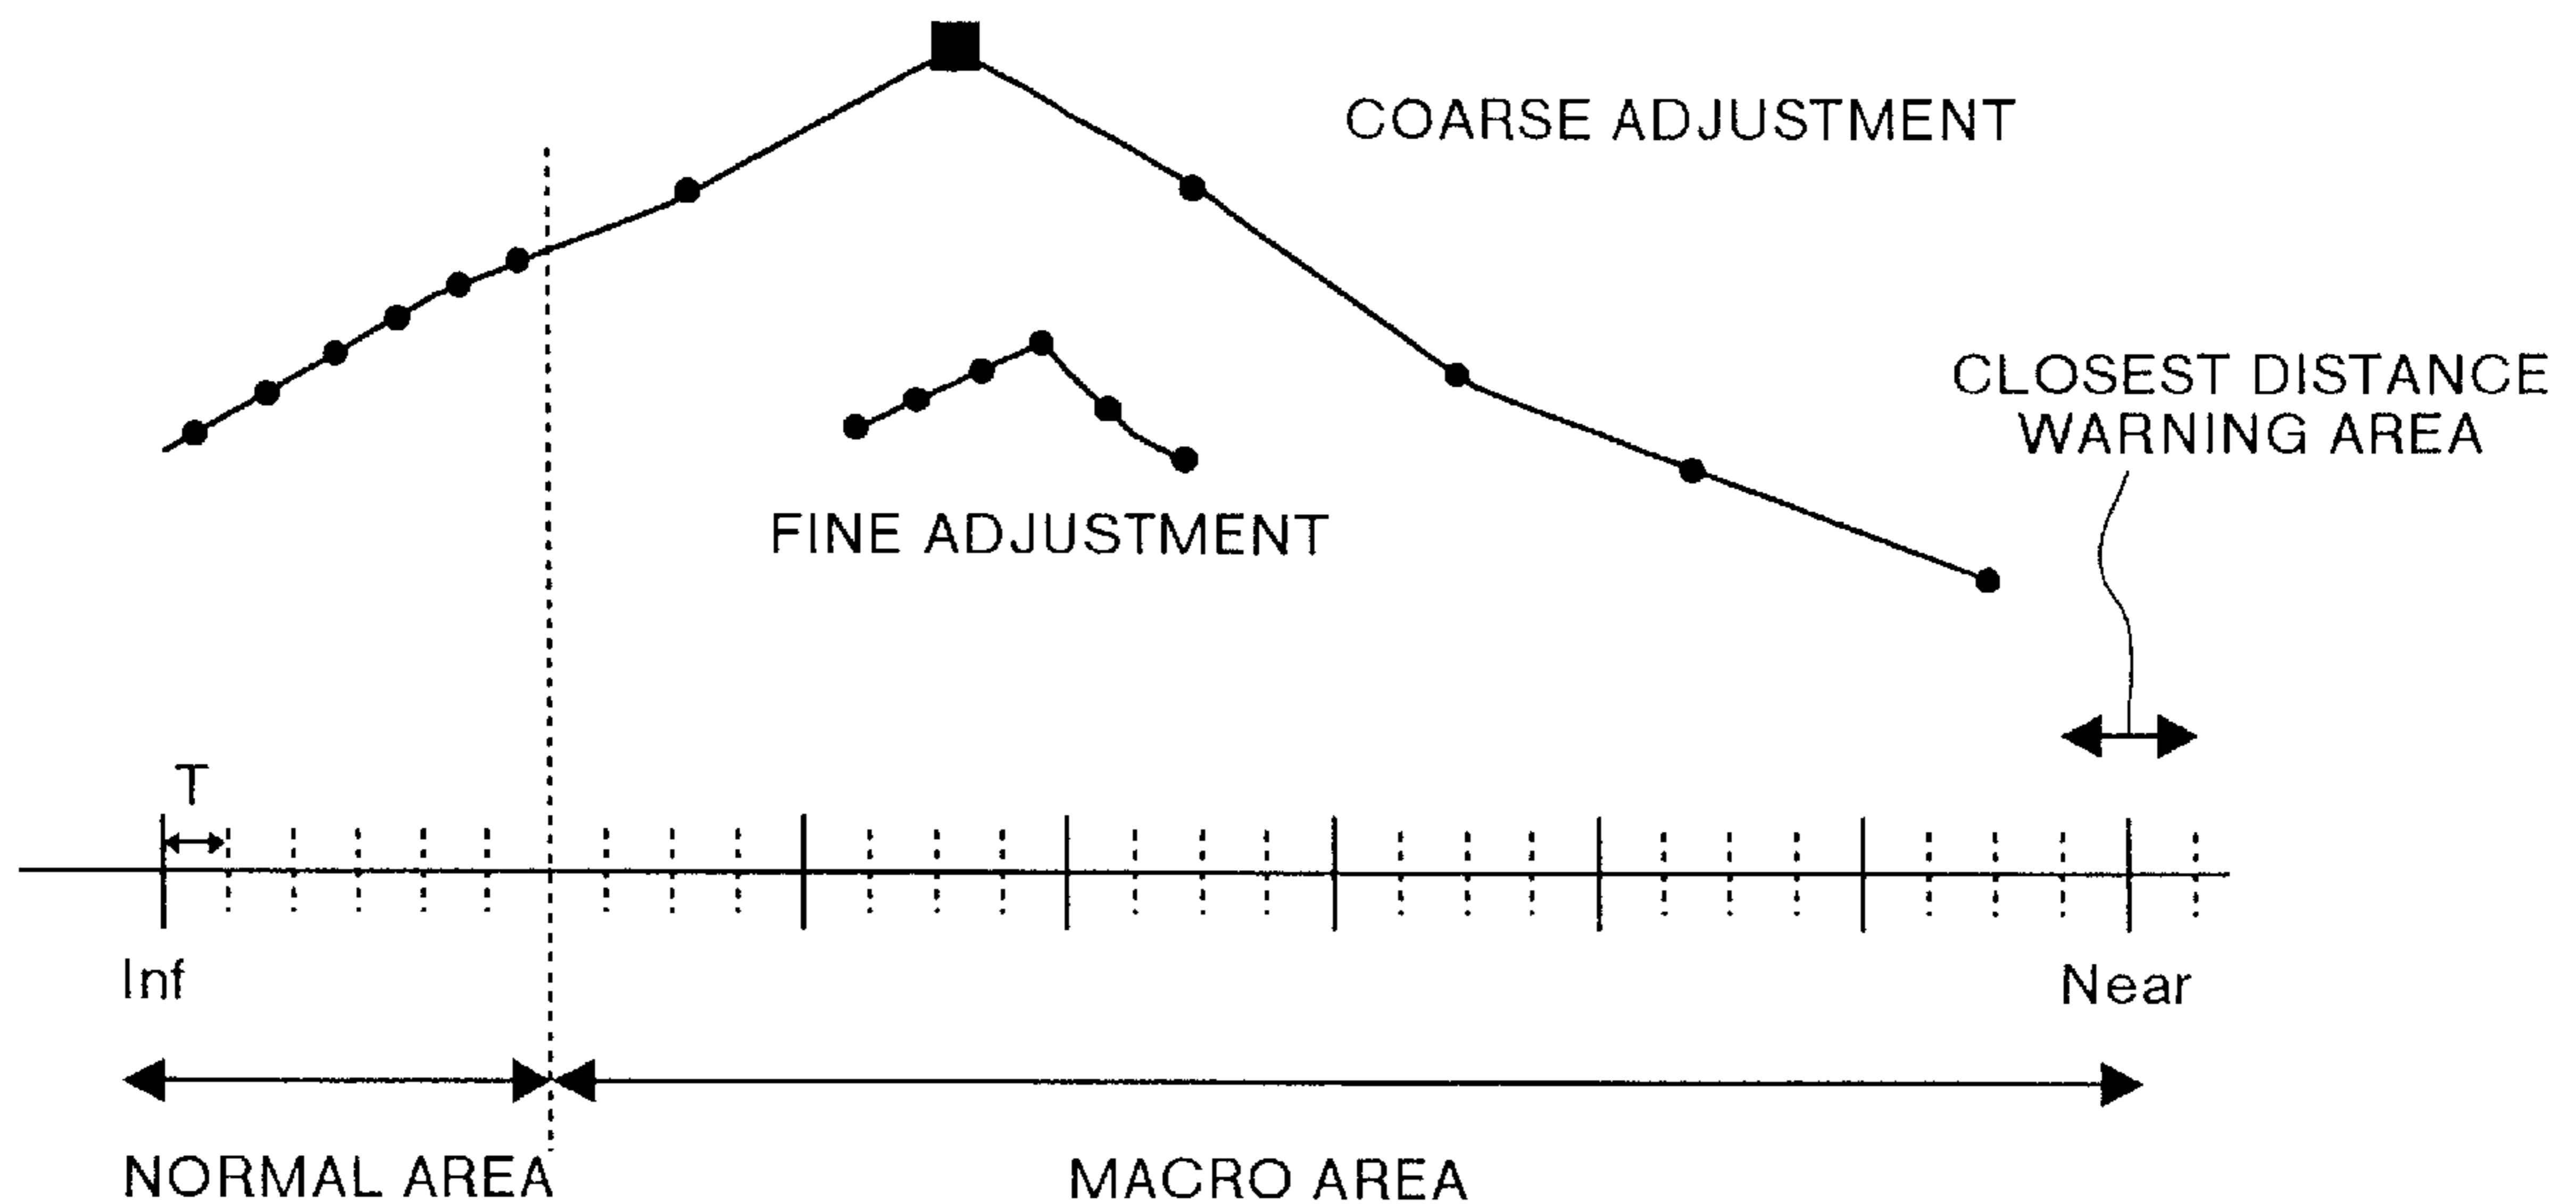 COARSE ADJUSTMENT
CLOSEST DISTANCE
WARNING AREA
FINE ADJUSTMENT
T
Inf
Near
NORMAL AREA
MACRO AREA